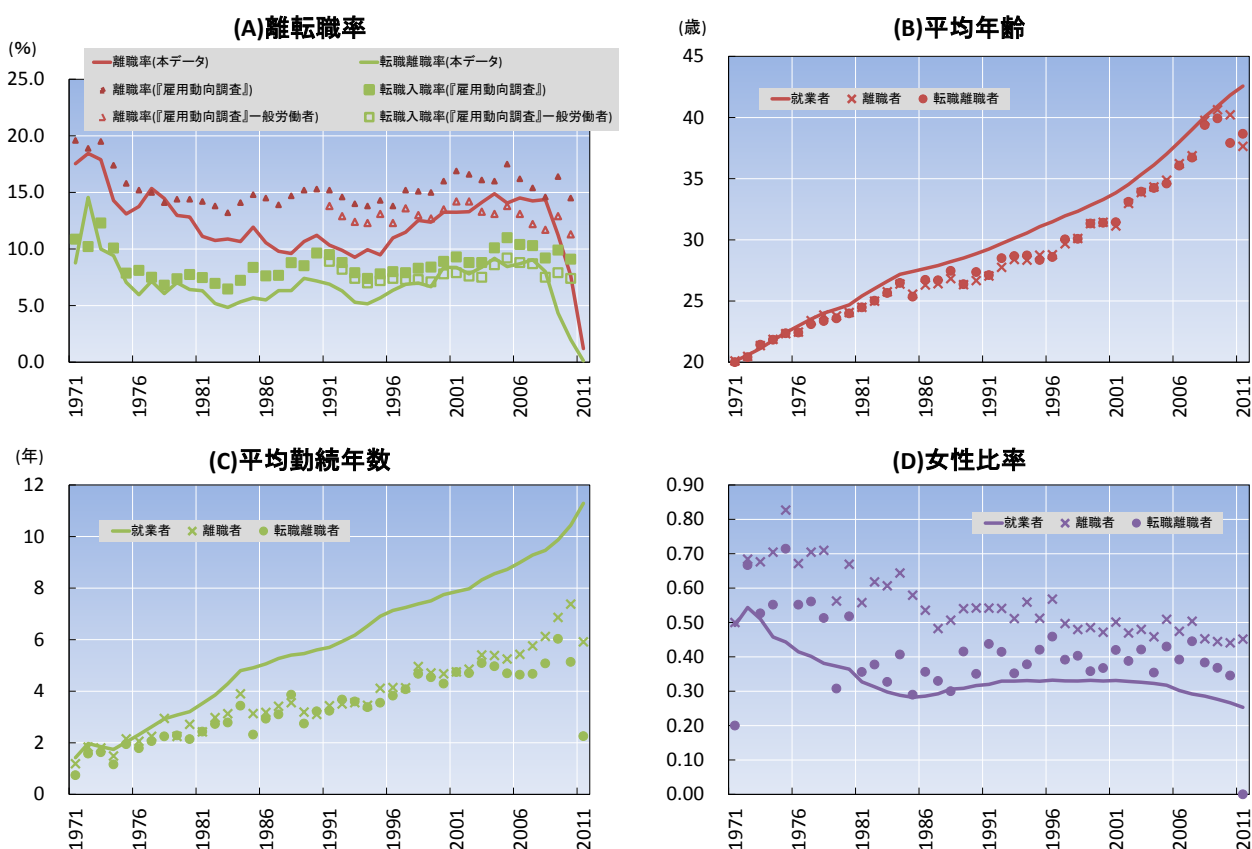 (A)離転職率
(%)
離職率(本データ) 転職離職率(本データ)
離職率(『雇用動向調査』) 転職入職率(『雇用動向調査』)
離職率(『雇用動向調査』一般労働者) 転職入職率(『雇用動向調査』一般労働者)
25.0
20.0
15.0
10.0
5.0
0.0
1971 1976 1981 1986 1991 1996 2001 2006 2011
(B)平均年齢
(歳)
就業者 離職者 転職離職者
45
40
35
30
25
20
1971 1976 1981 1986 1991 1996 2001 2006 2011
(C)平均勤続年数
(年)
就業者 離職者 転職離職者
12
10
8
6
4
2
0
1971 1976 1981 1986 1991 1996 2001 2006 2011
(D)女性比率
就業者 離職者 転職離職者
0.90
0.80
0.70
0.60
0.50
0.40
0.30
0.20
0.10
0.00
1971 1976 1981 1986 1991 1996 2001 2006 2011